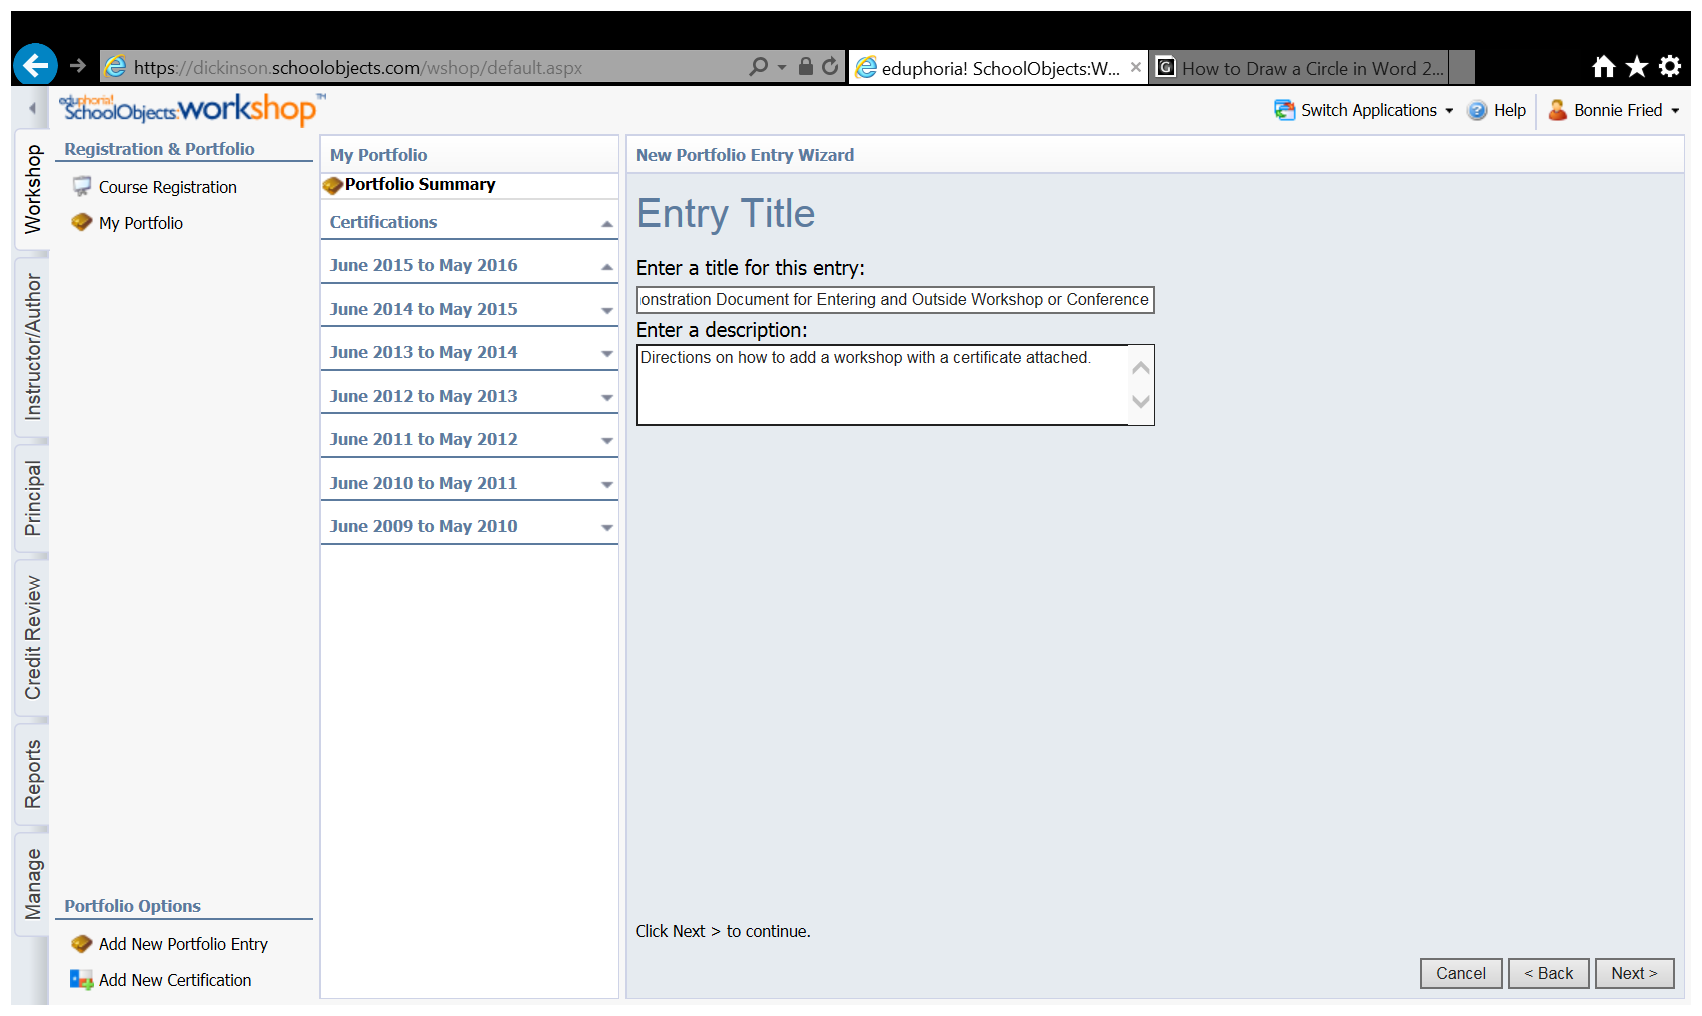 https://dickinson.schoolobjects.com/wshop/default.aspx
eduphoria! SchoolObjects:W...
How to Draw a Circle in Word 2...
eduphoria!
SchoolObjects:workshop™
Switch Applications
Help
Bonnie Fried
Workshop
Instructor/Author
Principal
Credit Review
Reports
Manage
Registration & Portfolio
Course Registration
My Portfolio
Portfolio Options
Add New Portfolio Entry
Add New Certification
My Portfolio
Portfolio Summary
Certifications
June 2015 to May 2016
June 2014 to May 2015
June 2013 to May 2014
June 2012 to May 2013
June 2011 to May 2012
June 2010 to May 2011
June 2009 to May 2010
New Portfolio Entry Wizard
Entry Title
Enter a title for this entry:
onstration Document for Entering and Outside Workshop or Conference
Enter a description:
Directions on how to add a workshop with a certificate attached.
Click Next > to continue.
Cancel
< Back
Next >